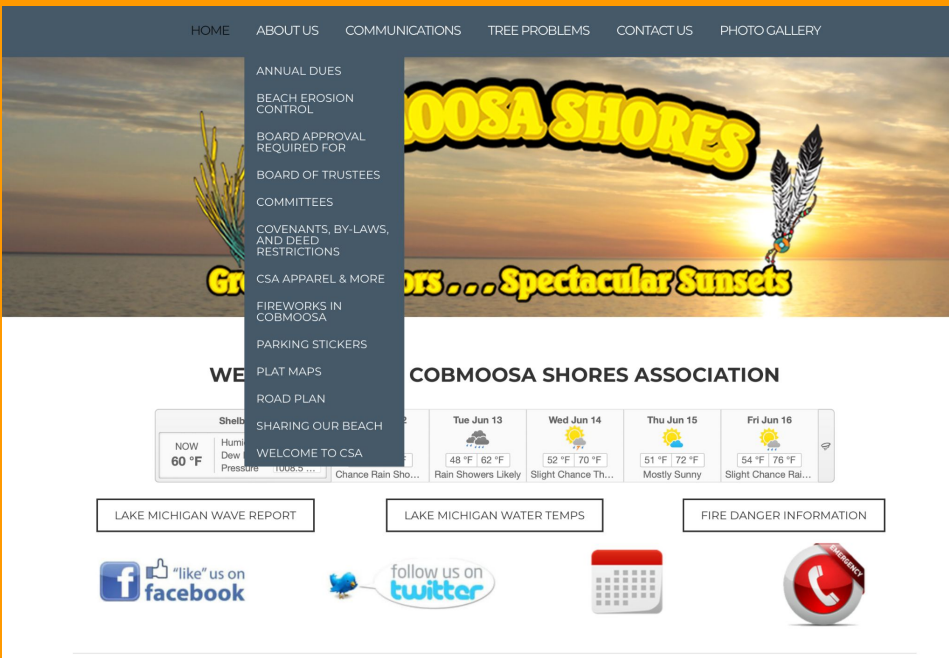 HOME ABOUT US COMMUNICATIONS TREE PROBLEMS CONTACT US PHOTO GALLERY
ANNUAL DUES
BEACH EROSION
CONTROL
BOARD APPROVAL
REQUIRED FOR
BOARD OF TRUSTEES
COMMITTEES
COVENANTS, BY-LAWS,
AND DEED
RESTRICTIONS
CSA APPAREL & MORE
FIREWORKS IN
COBMOOSA
PARKING STICKERS
PLAT MAPS
ROAD PLAN
SHARING OUR BEACH
WELCOME TO CSA
OOSA SHORES
Gr rs . . . Spectacular Sunsets
WE COBMOOSA SHORES ASSOCIATION
Shelb 2 Tue Jun 13 Wed Jun 14 Thu Jun 15 Fri Jun 16
NOW
60 °F
Humi
Dew
Pressure 1008.5 ...
48 °F 62 °F 52 °F 70 °F 51 °F 72 °F 54 °F 76 °F
Chance Rain Sho... Rain Showers Likely Slight Chance Th... Mostly Sunny Slight Chance Rai...
LAKE MICHIGAN WAVE REPORT LAKE MICHIGAN WATER TEMPS FIRE DANGER INFORMATION
"like" us on
facebook
follow us on
twitter
EMERGENCY